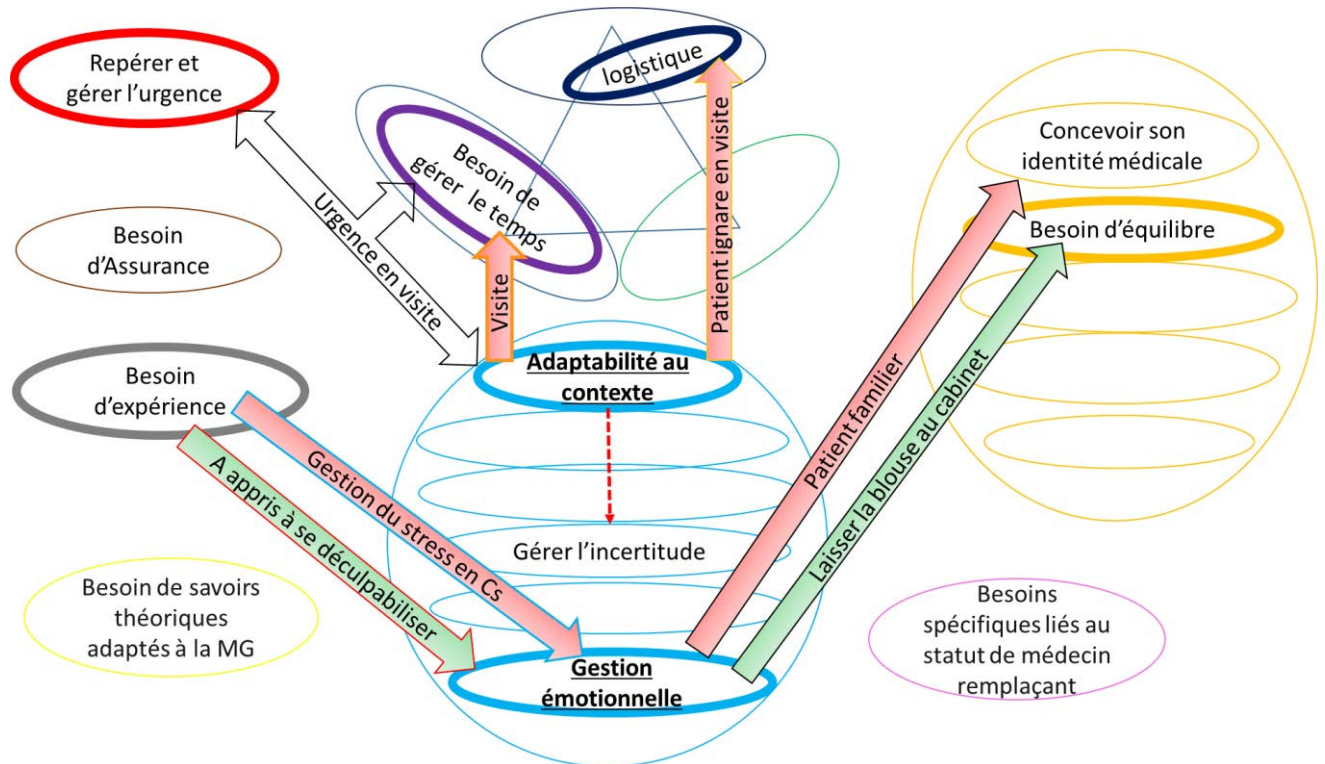 Repérer et
gérer l'urgence
logistique
Besoin de
gérer le temps
Urgence en visite
Visite
Patient ignare en visite
Concevoir son
identité médicale
Besoin d'équilibre
Besoin
d'Assurance
Besoin
d'expérience
Adaptabilité au
contexte
Gestion du stress en Cs
A appris à se déculpabiliser
Gérer l'incertitude
Patient familier
Laisser la blouse au cabinet
Besoin de savoirs
théoriques
adaptés à la MG
Gestion
émotionnelle
Besoins
spécifiques liés au
statut de médecin
remplaçant